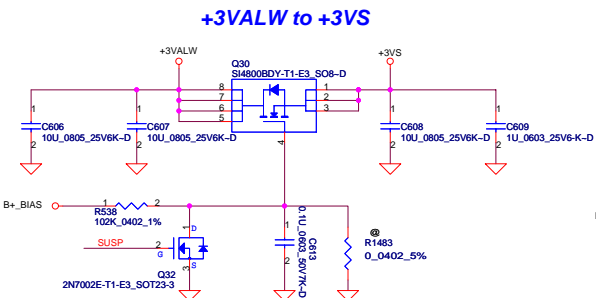 +3VALW to +3VS
+3VALW
Q30
SI4800BDY-T1-E3_SO8~D
+3VS
8
7
6
5
1
2
3
4
1
C606
2
10U_0805_25V6K~D
1
C607
2
10U_0805_25V6K~D
1
C608
2
10U_0805_25V6K~D
1
C609
2
1U_0603_25V6-K~D
B+_BIAS
1
2
R538
102K_0402_1%
SUSP
1
D
2
G
3
S
Q32
2N7002E-T1-E3_SOT23-3
1
2
C613
0.1U_0603_50V7K~D
@
R1483
0_0402_5%